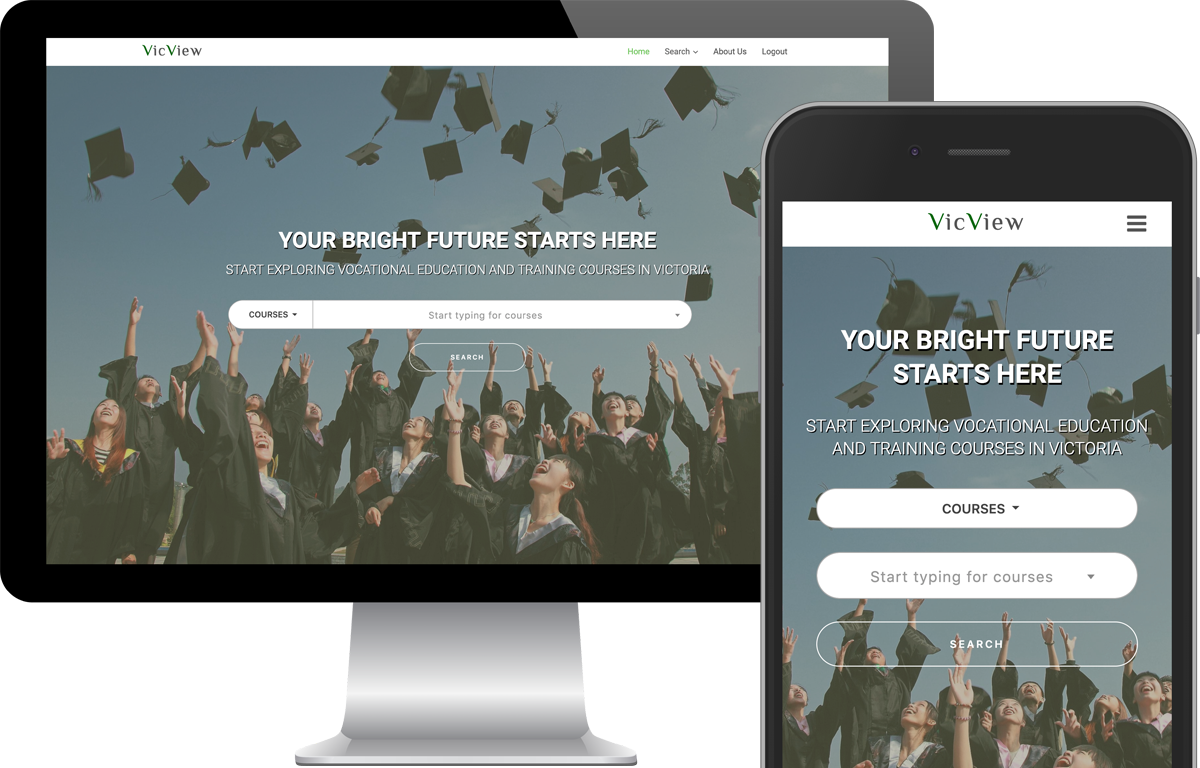 VicView
Home Search About Us Logout
YOUR BRIGHT FUTURE STARTS HERE
START EXPLORING VOCATIONAL EDUCATION AND TRAINING COURSES IN VICTORIA
COURSES Start typing for courses
SEARCH
VicView
YOUR BRIGHT FUTURE
STARTS HERE
START EXPLORING VOCATIONAL EDUCATION
AND TRAINING COURSES IN VICTORIA
COURSES
Start typing for courses
SEARCH